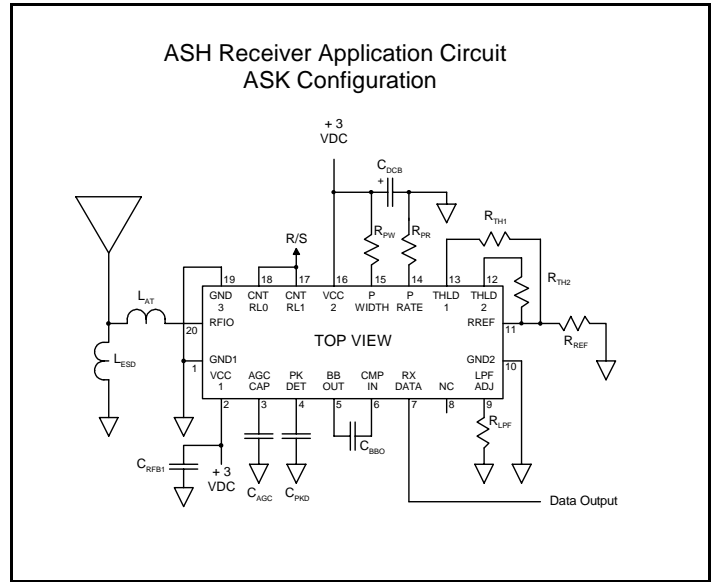 ASH Receiver Application Circuit
ASK Configuration
+ 3
VDC
CDCB
+
RPW
RPR
RTH1
R/S
19
18
17
16
15
14
13
12
RTH2
LAT
GND
3
CNT
RL0
CNT
RL1
VCC
2
P
WIDTH
P
RATE
THLD
1
THLD
2
RFIO
20
RREF
11
TOP VIEW
RREF
LESD
GND1
1
GND2
10
VCC
1
AGC
CAP
PK
DET
BB
OUT
CMP
IN
RX
DATA
NC
LPF
ADJ
2
3
4
5
6
7
8
9
RLPF
CBBO
CRFB1
+ 3
VDC
CAGC
CPKD
Data Output